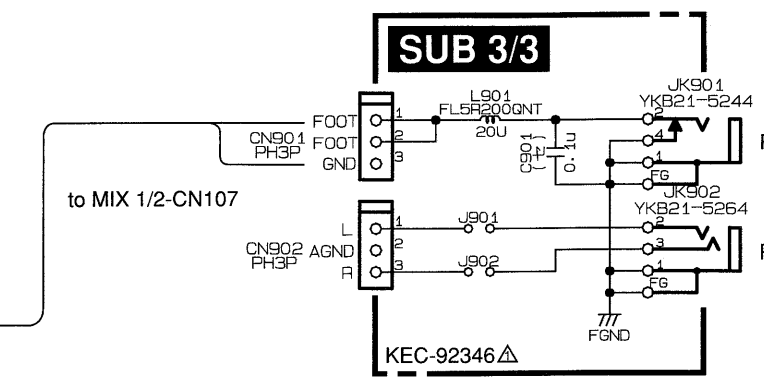 SUB 3/3
L901
FL5R200QNT
20U
JK901
YKB21-5244
FOOT 1
CN901 FOOT 2
PH3P
GND 3
C901
0.1u
2
4
1
FG
to MIX 1/2-CN107
JK902
YKB21-5264
L 1
J901
2
CN902 AGND 2
PH3P
3
R 3
J902
1
FG
FGND
KEC-92346